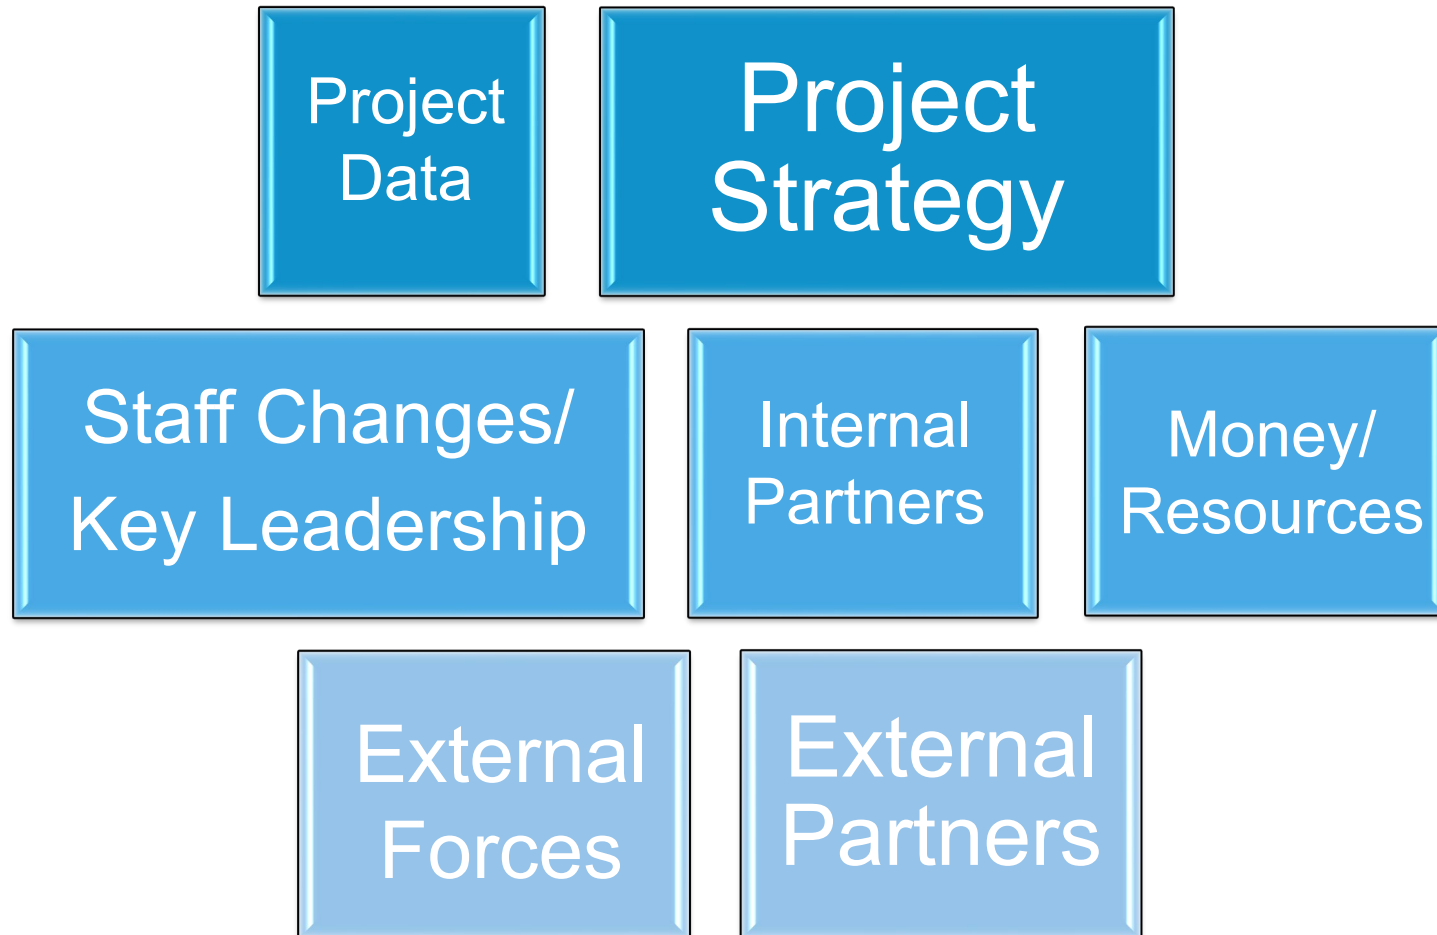 Project
Data
Project
Strategy
Staff Changes/
Key Leadership
Internal
Partners
Money/
Resources
External
Forces
External
Partners